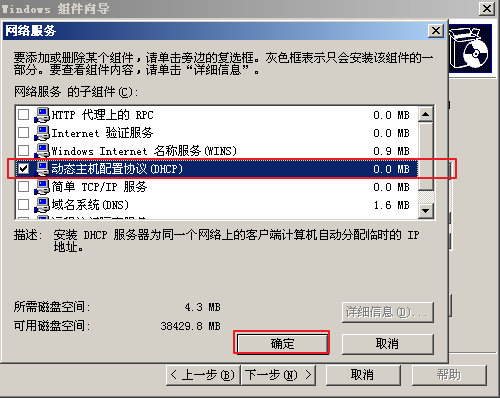 Windows 组件向导
网络服务
要添加或删除某个组件，请单击旁边的复选框。灰色框表示只会安装该组件的一
部分。要查看组件内容，请单击“详细信息”。
网络服务 的子组件(C):
HTTP 代理上的 RPC 0.0 MB
Internet 验证服务 0.0 MB
Windows Internet 名称服务(WINS) 0.9 MB
动态主机配置协议(DHCP) 0.0 MB
简单 TCP/IP 服务 0.0 MB
域名系统(DNS) 1.6 MB
描述: 安装 DHCP 服务器为同一个网络上的客户端计算机自动分配临时的 IP
地址。
所需磁盘空间: 4.3 MB
可用磁盘空间: 38429.8 MB
详细信息(D)...
确定 取消
< 上一步(B) 下一步(N) > 取消 帮助